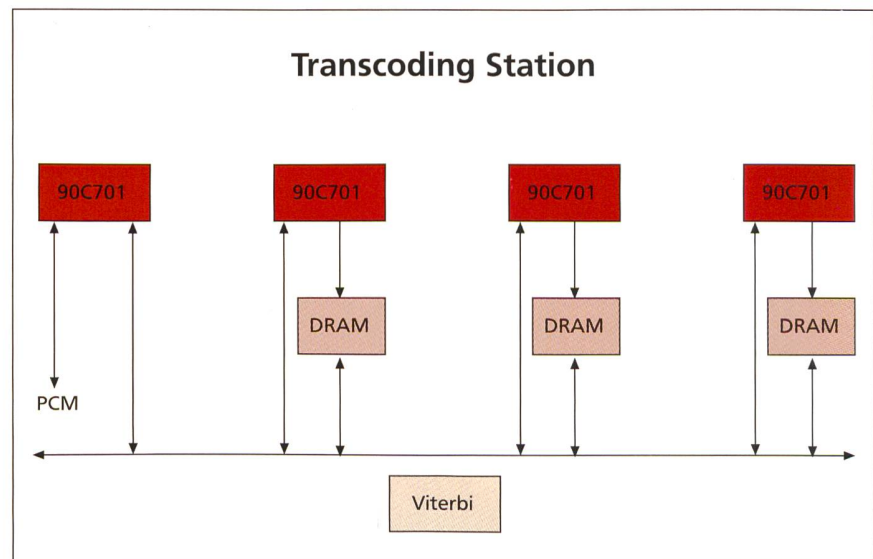 Transcoding Station
90C701
90C701
90C701
90C701
DRAM
DRAM
DRAM
PCM
Viterbi